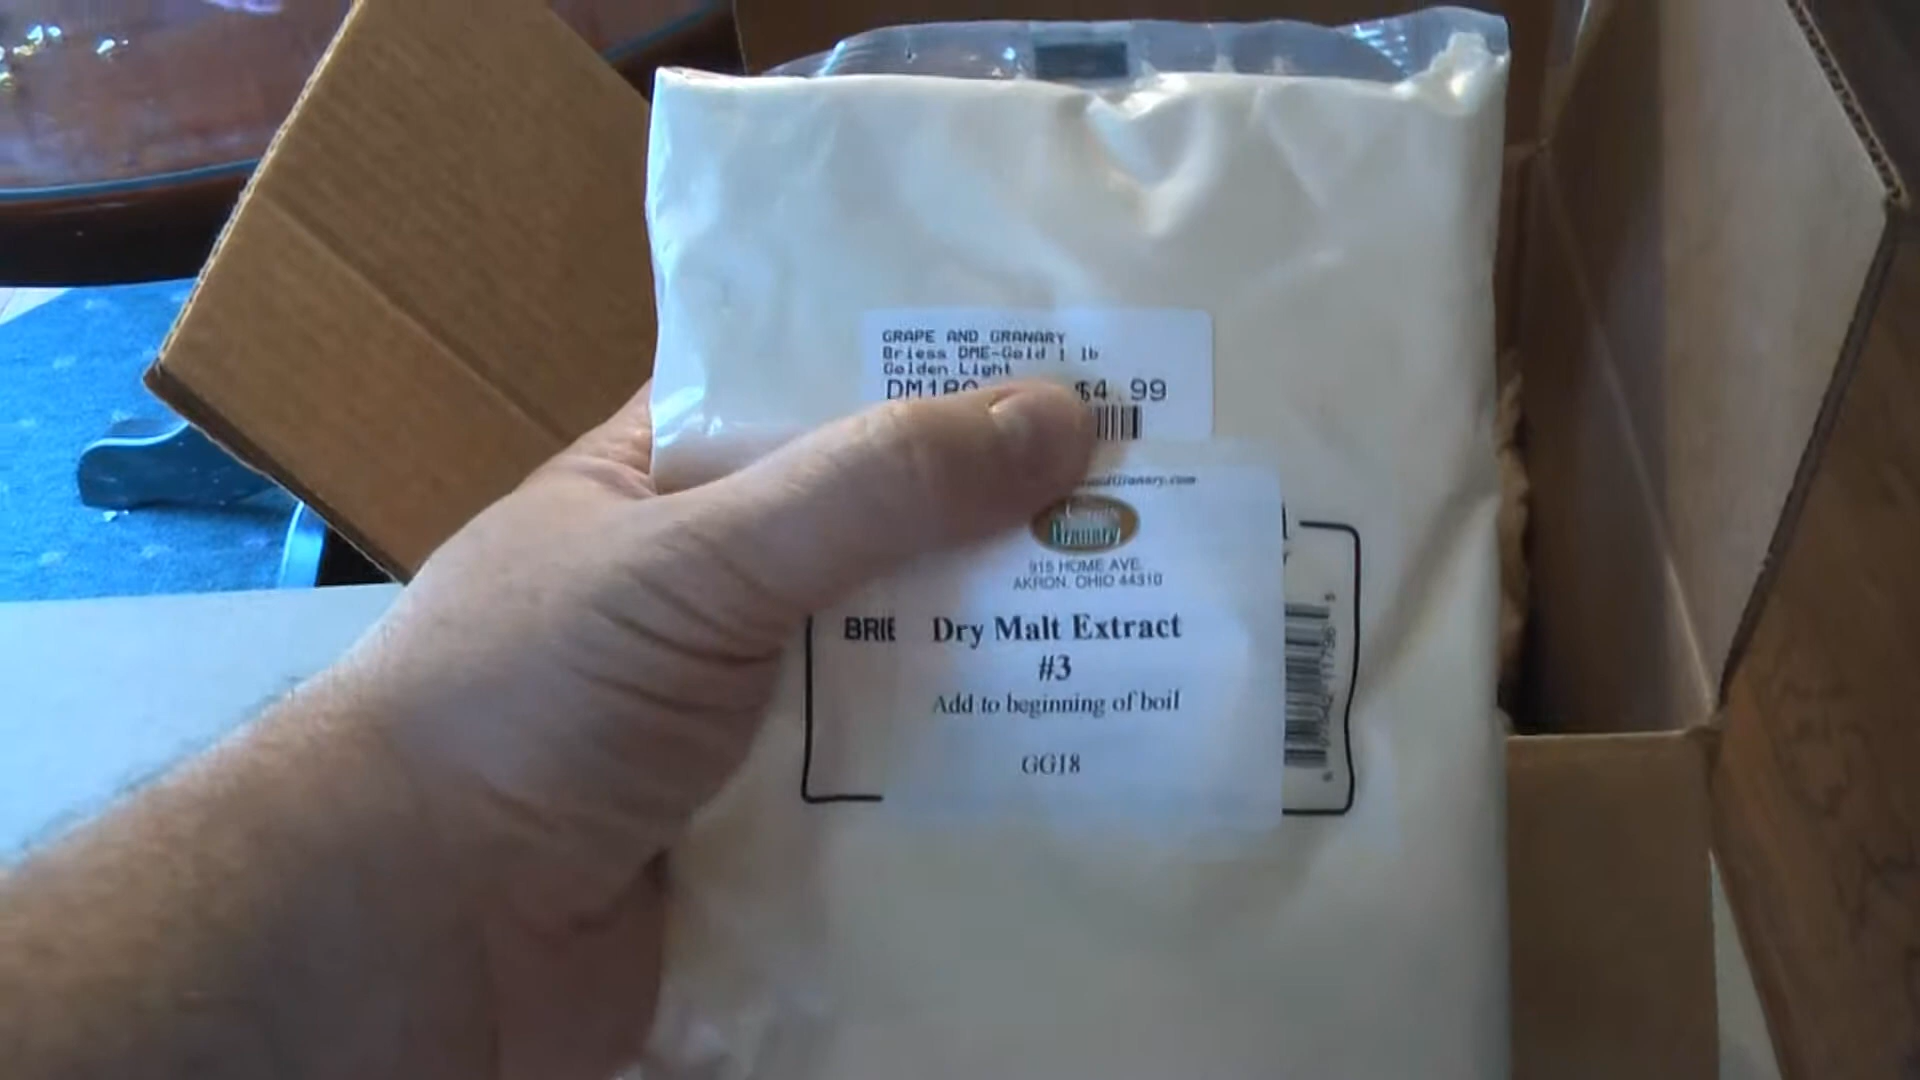 GRAPE AND GRANARY
Briess DME-Gold 1 lb
Golden Light
$4.99
Granary
915 HOME AVE.
AKRON, OHIO 44310
BRIE
Dry Malt Extract
#3
Add to beginning of boil
GG18